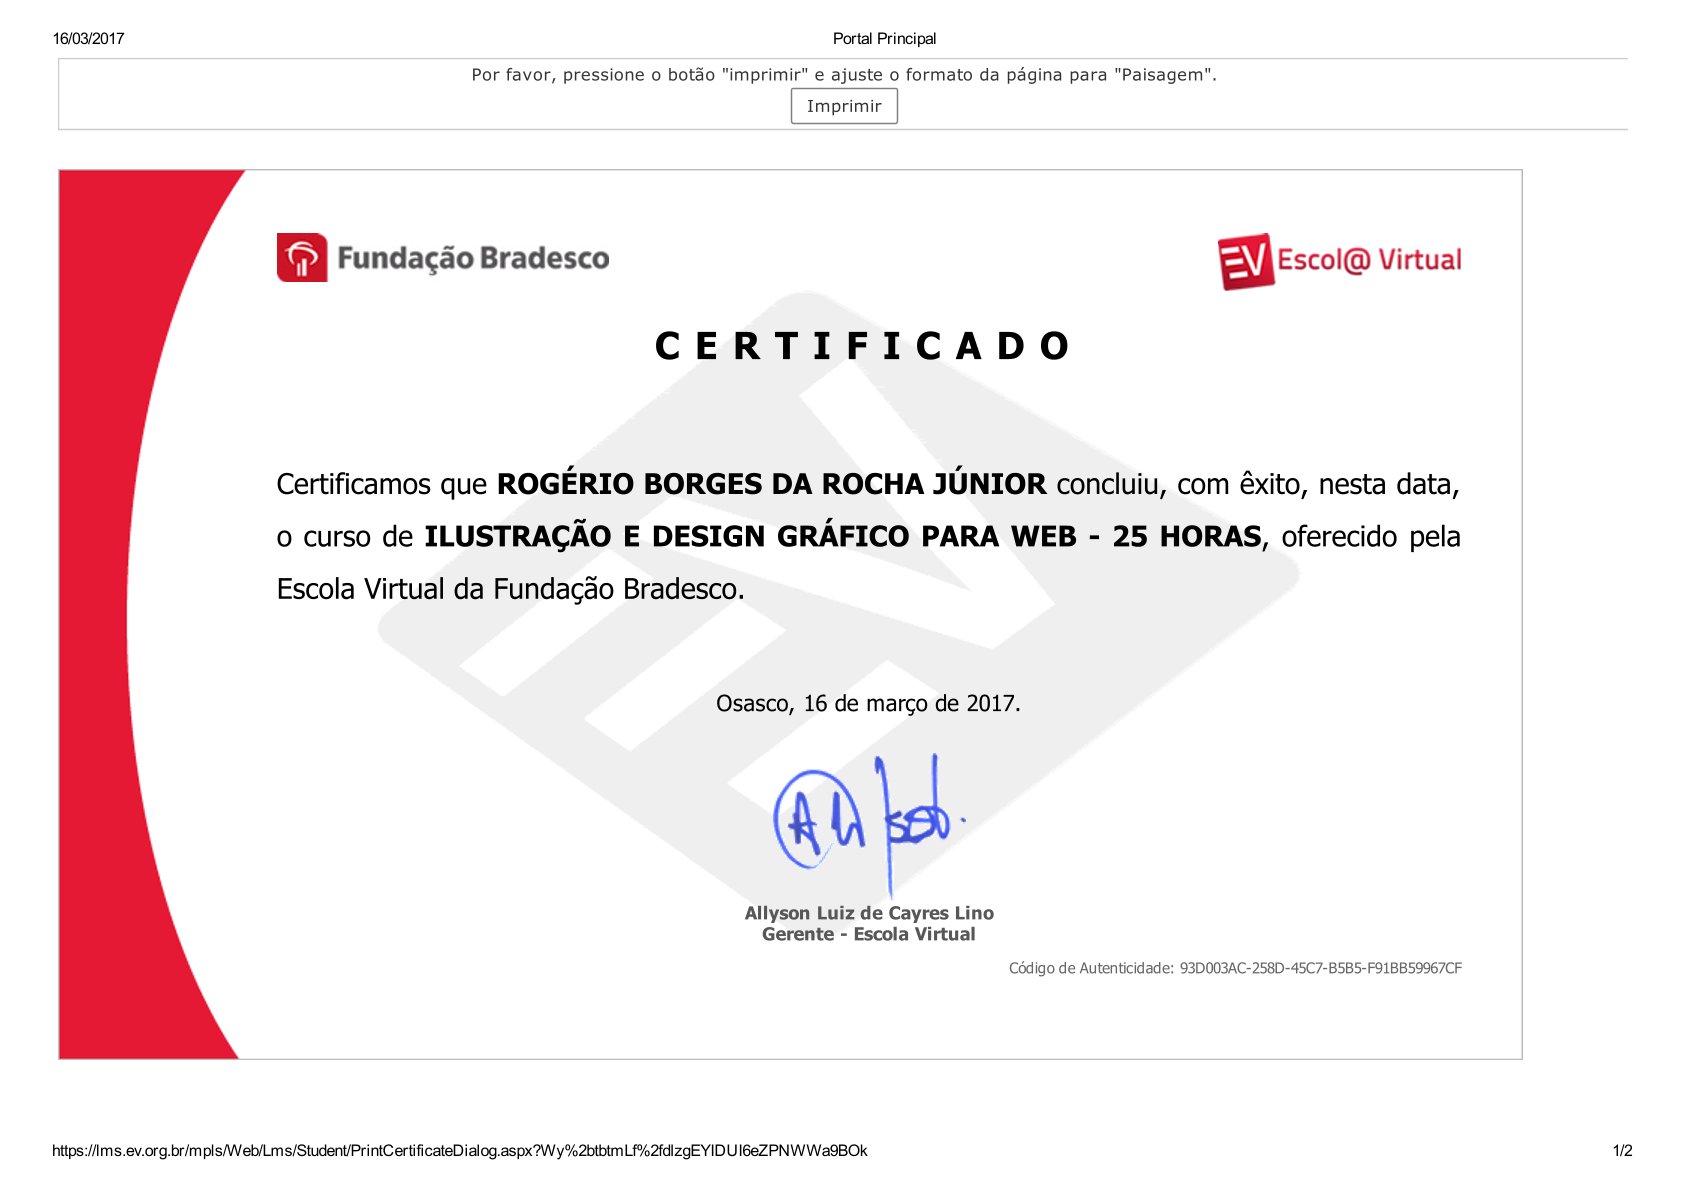 16/03/2017
Portal Principal
Por favor, pressione o botão "imprimir" e ajuste o formato da página para "Paisagem".
Imprimir
Fundação Bradesco
EV Escol@ Virtual
CERTIFICADO
Certificamos que ROGÉRIO BORGES DA ROCHA JÚNIOR concluiu, com êxito, nesta data,
o curso de ILUSTRAÇÃO E DESIGN GRÁFICO PARA WEB - 25 HORAS, oferecido pela
Escola Virtual da Fundação Bradesco.
Osasco, 16 de março de 2017.
Allyson Luiz de Cayres Lino
Gerente - Escola Virtual
Código de Autenticidade: 93D003AC-258D-45C7-B5B5-F91BB59967CF
https://lms.ev.org.br/mpls/Web/Lms/Student/PrintCertificateDialog.aspx?Wy%2btbtmLf%2fdIzgEYIDUI6eZPNWWa9BOk
1/2